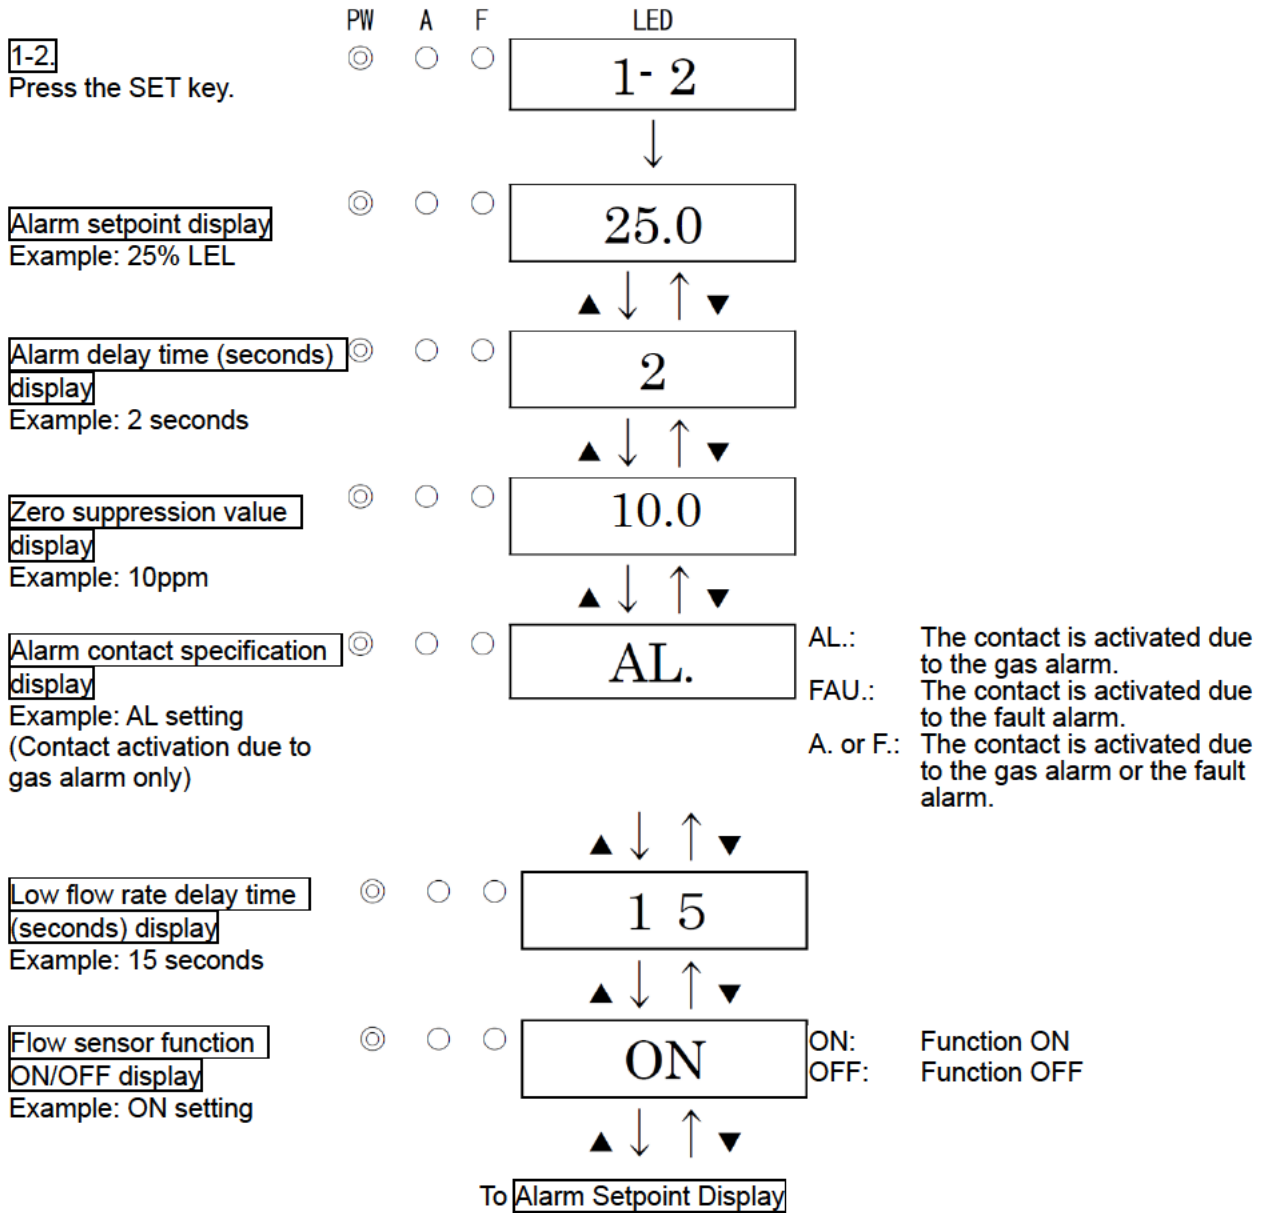 PW A F LED
1-2.
Press the SET key.
1- 2
Alarm setpoint display
Example: 25% LEL
25.0
▲ ↓ ↑ ▼
Alarm delay time (seconds)
display
Example: 2 seconds
2
▲ ↓ ↑ ▼
Zero suppression value
display
Example: 10ppm
10.0
▲ ↓ ↑ ▼
Alarm contact specification
display
Example: AL setting
(Contact activation due to
gas alarm only)
AL.
AL.: The contact is activated due
to the gas alarm.
FAU.: The contact is activated due
to the fault alarm.
A. or F.: The contact is activated due
to the gas alarm or the fault
alarm.
▲ ↓ ↑ ▼
Low flow rate delay time
(seconds) display
Example: 15 seconds
1 5
▲ ↓ ↑ ▼
Flow sensor function
ON/OFF display
Example: ON setting
ON
ON: Function ON
OFF: Function OFF
▲ ↓ ↑ ▼
To Alarm Setpoint Display